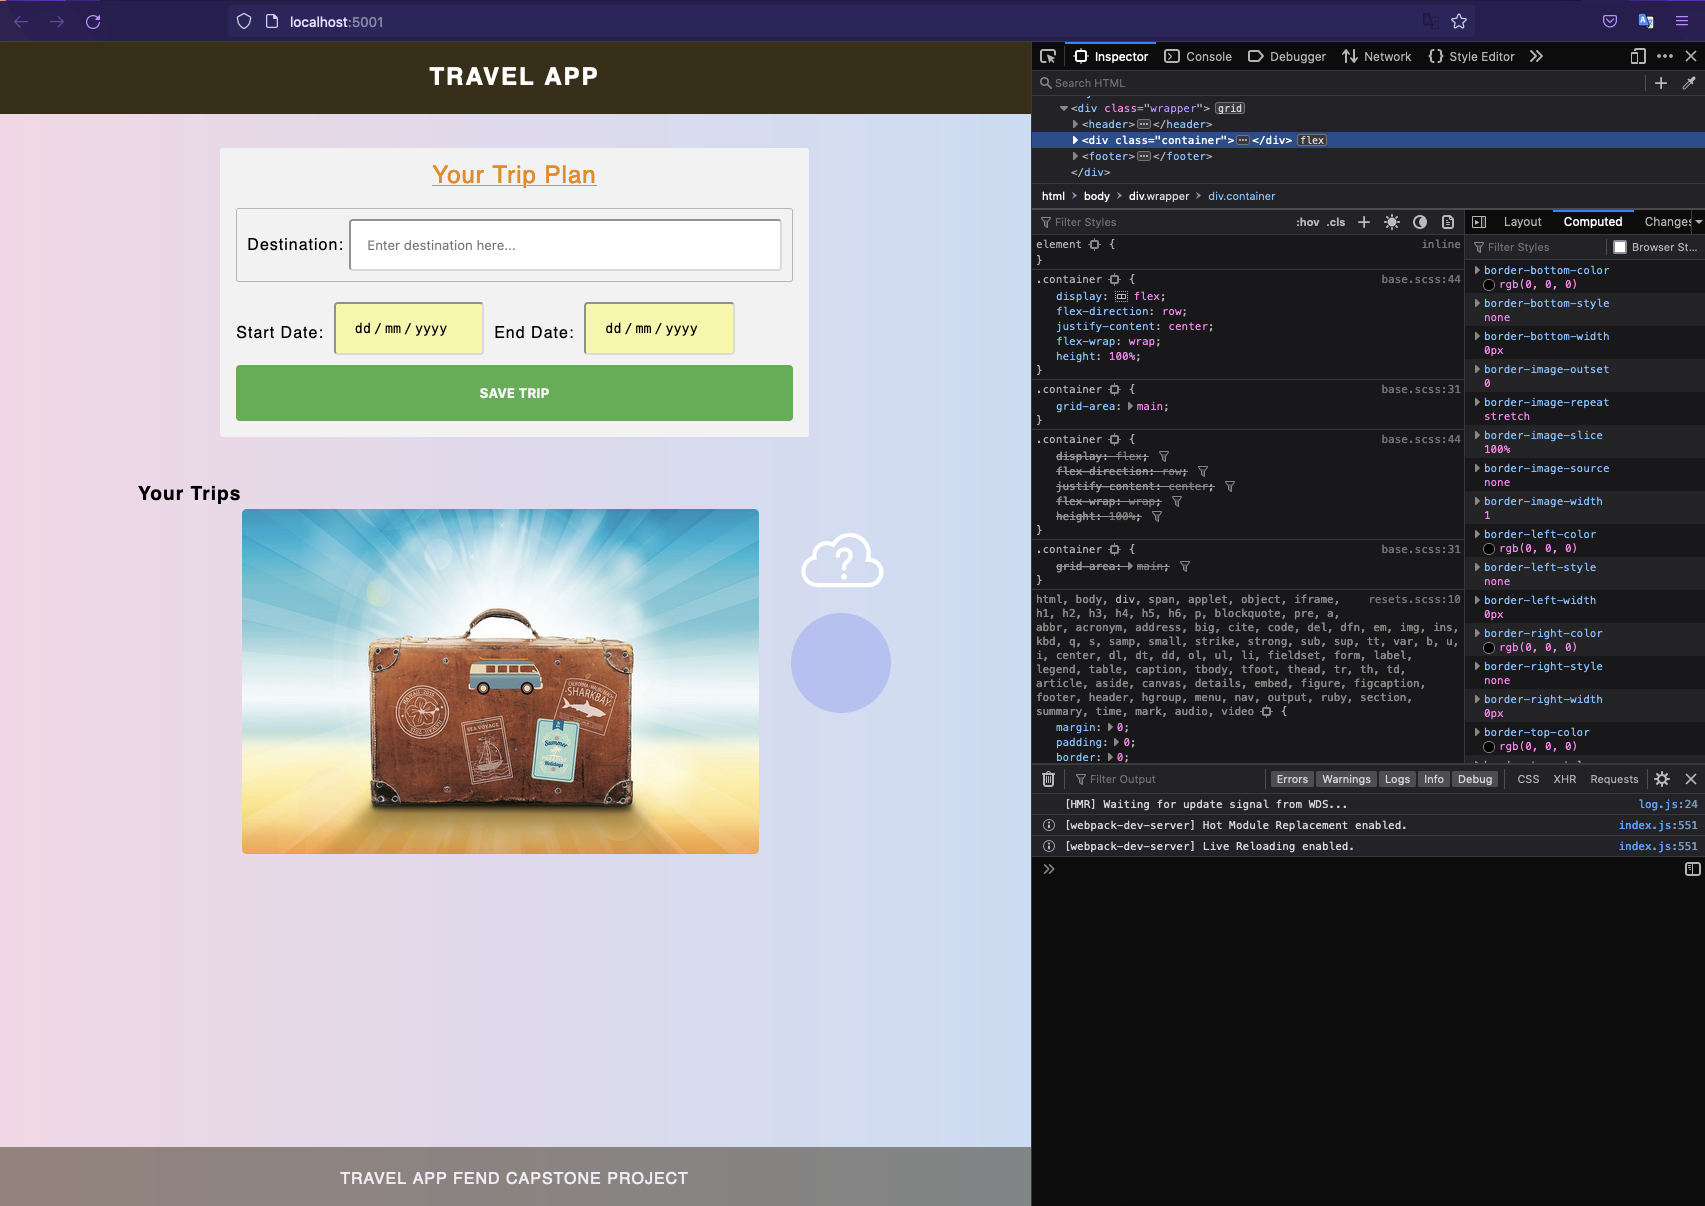 localhost:5001
TRAVEL APP
Your Trip Plan
Destination: Enter destination here...
Start Date: dd / mm / yyyy End Date: dd / mm / yyyy
SAVE TRIP
Your Trips
?
SHARKBAY
SEA VOYAGE
Summer
Holidays
TRAVEL APP FEND CAPSTONE PROJECT
Inspector Console Debugger Network Style Editor
Search HTML
<div class="wrapper"> grid
<header> ··· </header>
<div class="container"> ··· </div> flex
<footer> ··· </footer>
</div>
html > body > div.wrapper > div.container
Filter Styles :hov .cls +
element { inline
}
.container { base.scss:44
display: flex;
flex-direction: row;
justify-content: center;
flex-wrap: wrap;
height: 100%;
}
.container { base.scss:31
grid-area: main;
}
.container { base.scss:44
display: flex;
flex-direction: row;
justify-content: center;
flex-wrap: wrap;
height: 100%;
}
.container { base.scss:31
grid-area: main;
}
html, body, div, span, applet, object, iframe, resets.scss:10
h1, h2, h3, h4, h5, h6, p, blockquote, pre, a,
abbr, acronym, address, big, cite, code, del, dfn, em, img, ins,
kbd, q, s, samp, small, strike, strong, sub, sup, tt, var, b, u,
i, center, dl, dt, dd, ol, ul, li, fieldset, form, label,
legend, table, caption, tbody, tfoot, thead, tr, th, td,
article, aside, canvas, details, embed, figure, figcaption,
footer, header, hgroup, menu, nav, output, ruby, section,
summary, time, mark, audio, video {
margin: 0;
padding: 0;
border: 0;
Layout Computed Changes
Filter Styles Browser St...
border-bottom-color
rgb(0, 0, 0)
border-bottom-style
none
border-bottom-width
0px
border-image-outset
0
border-image-repeat
stretch
border-image-slice
100%
border-image-source
none
border-image-width
1
border-left-color
rgb(0, 0, 0)
border-left-style
none
border-left-width
0px
border-right-color
rgb(0, 0, 0)
border-right-style
none
border-right-width
0px
border-top-color
rgb(0, 0, 0)
Filter Output Errors Warnings Logs Info Debug CSS XHR Requests
[HMR] Waiting for update signal from WDS... log.js:24
[webpack-dev-server] Hot Module Replacement enabled. index.js:551
[webpack-dev-server] Live Reloading enabled. index.js:551